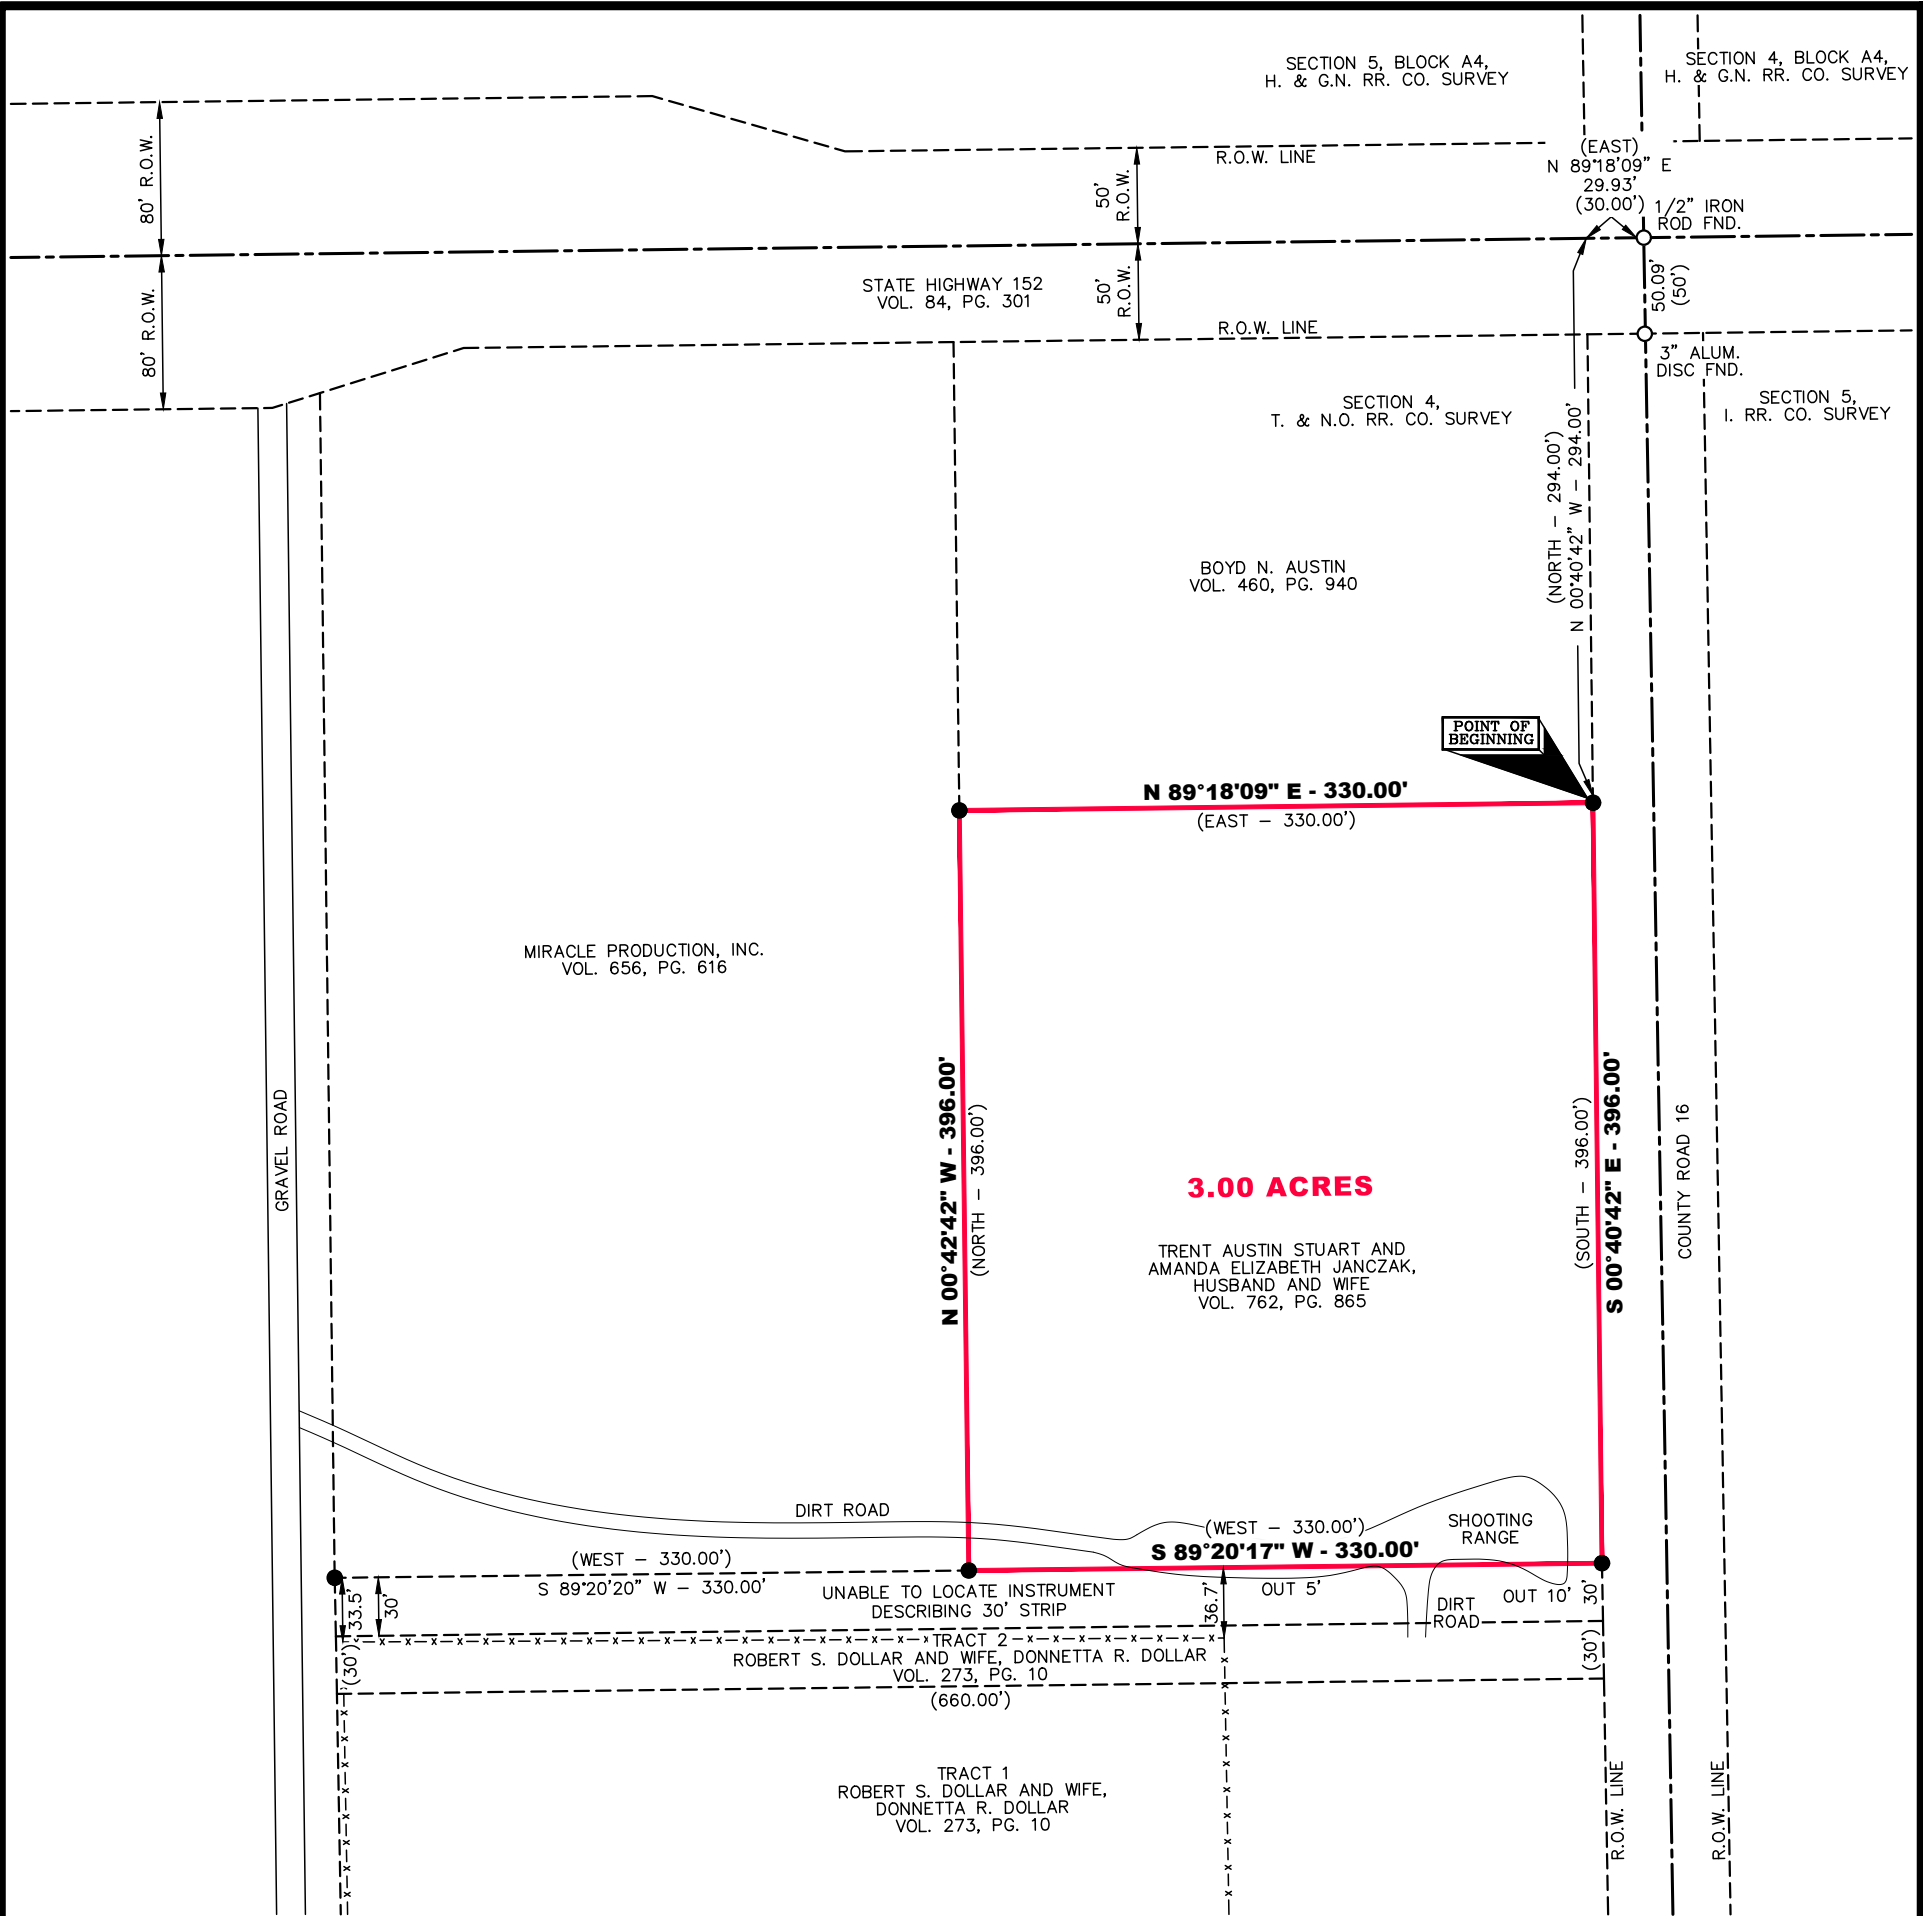 SECTION 5, BLOCK A4,
H. & G.N. RR. CO. SURVEY
SECTION 4, BLOCK A4,
H. & G.N. RR. CO. SURVEY
80' R.O.W.
R.O.W. LINE
50'
R.O.W.
(EAST)
N 89°18'09" E
29.93'
(30.00')
1/2" IRON
ROD FND.
80' R.O.W.
STATE HIGHWAY 152
VOL. 84, PG. 301
50'
R.O.W.
R.O.W. LINE
50.09'
(50')
3" ALUM.
DISC FND.
SECTION 4,
T. & N.O. RR. CO. SURVEY
SECTION 5,
I. RR. CO. SURVEY
(NORTH - 294.00')
N 00°40'42" W - 294.00'
BOYD N. AUSTIN
VOL. 460, PG. 940
POINT OF
BEGINNING
N 89°18'09" E - 330.00'
(EAST - 330.00')
MIRACLE PRODUCTION, INC.
VOL. 656, PG. 616
GRAVEL ROAD
N 00°42'42" W - 396.00'
(NORTH - 396.00')
3.00 ACRES
TRENT AUSTIN STUART AND
AMANDA ELIZABETH JANCZAK,
HUSBAND AND WIFE
VOL. 762, PG. 865
(SOUTH - 396.00')
S 00°40'42" E - 396.00'
COUNTY ROAD 16
DIRT ROAD
(WEST - 330.00')
SHOOTING
RANGE
S 89°20'17" W - 330.00'
(WEST - 330.00')
S 89°20'20" W - 330.00'
UNABLE TO LOCATE INSTRUMENT
DESCRIBING 30' STRIP
33.5'
30'
36.7'
OUT 5'
DIRT
ROAD
OUT 10'
30'
(30')
TRACT 2
ROBERT S. DOLLAR AND WIFE, DONNETTA R. DOLLAR
VOL. 273, PG. 10
(30')
(660.00')
TRACT 1
ROBERT S. DOLLAR AND WIFE,
DONNETTA R. DOLLAR
VOL. 273, PG. 10
R.O.W. LINE
R.O.W. LINE